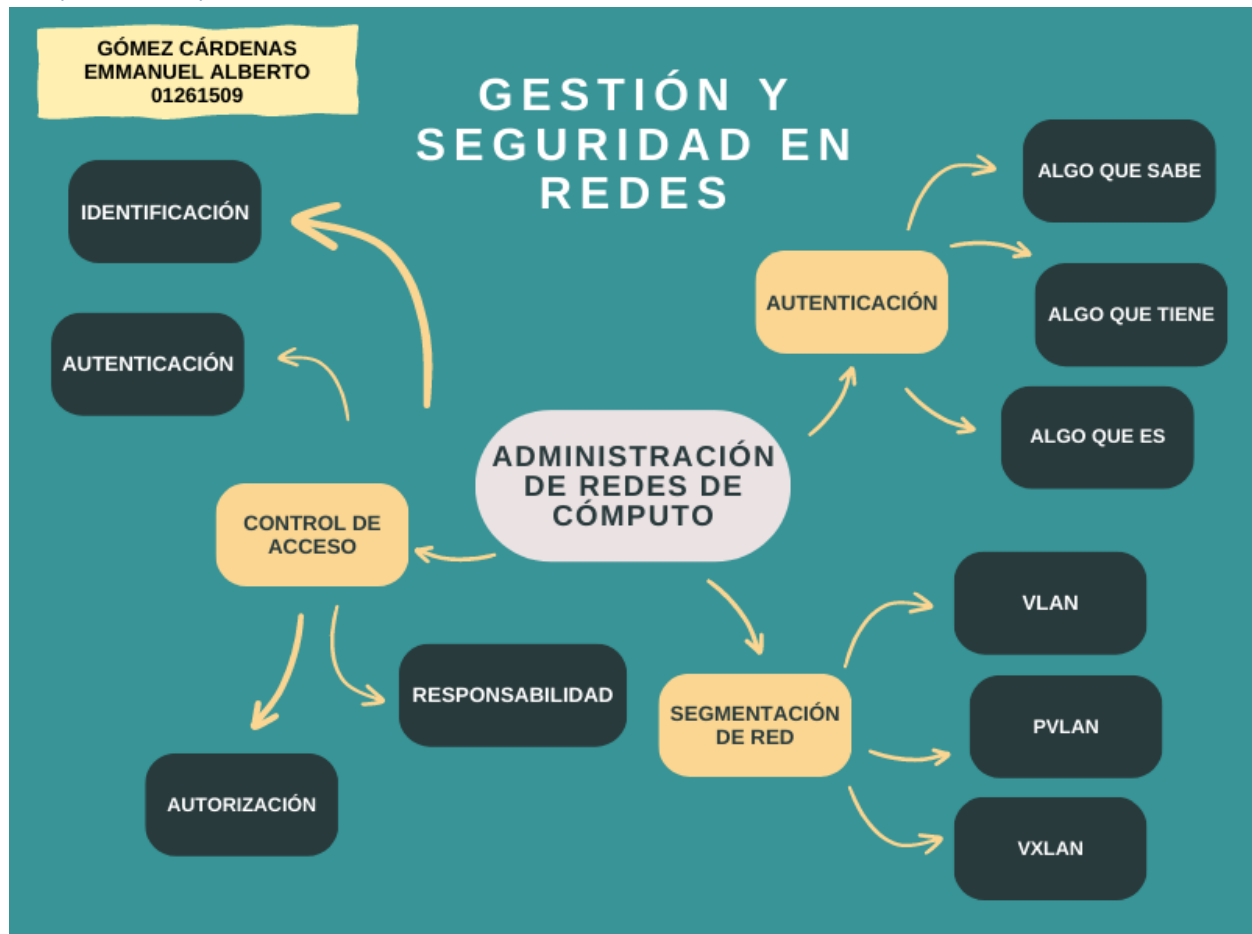 GÓMEZ CÁRDENAS
EMMANUEL ALBERTO
01261509
GESTIÓN Y
SEGURIDAD EN
REDES
IDENTIFICACIÓN
AUTENTICACIÓN
CONTROL DE
ACCESO
RESPONSABILIDAD
AUTORIZACIÓN
ADMINISTRACIÓN
DE REDES DE
CÓMPUTO
AUTENTICACIÓN
ALGO QUE SABE
ALGO QUE TIENE
ALGO QUE ES
SEGMENTACIÓN
DE RED
VLAN
PVLAN
VXLAN